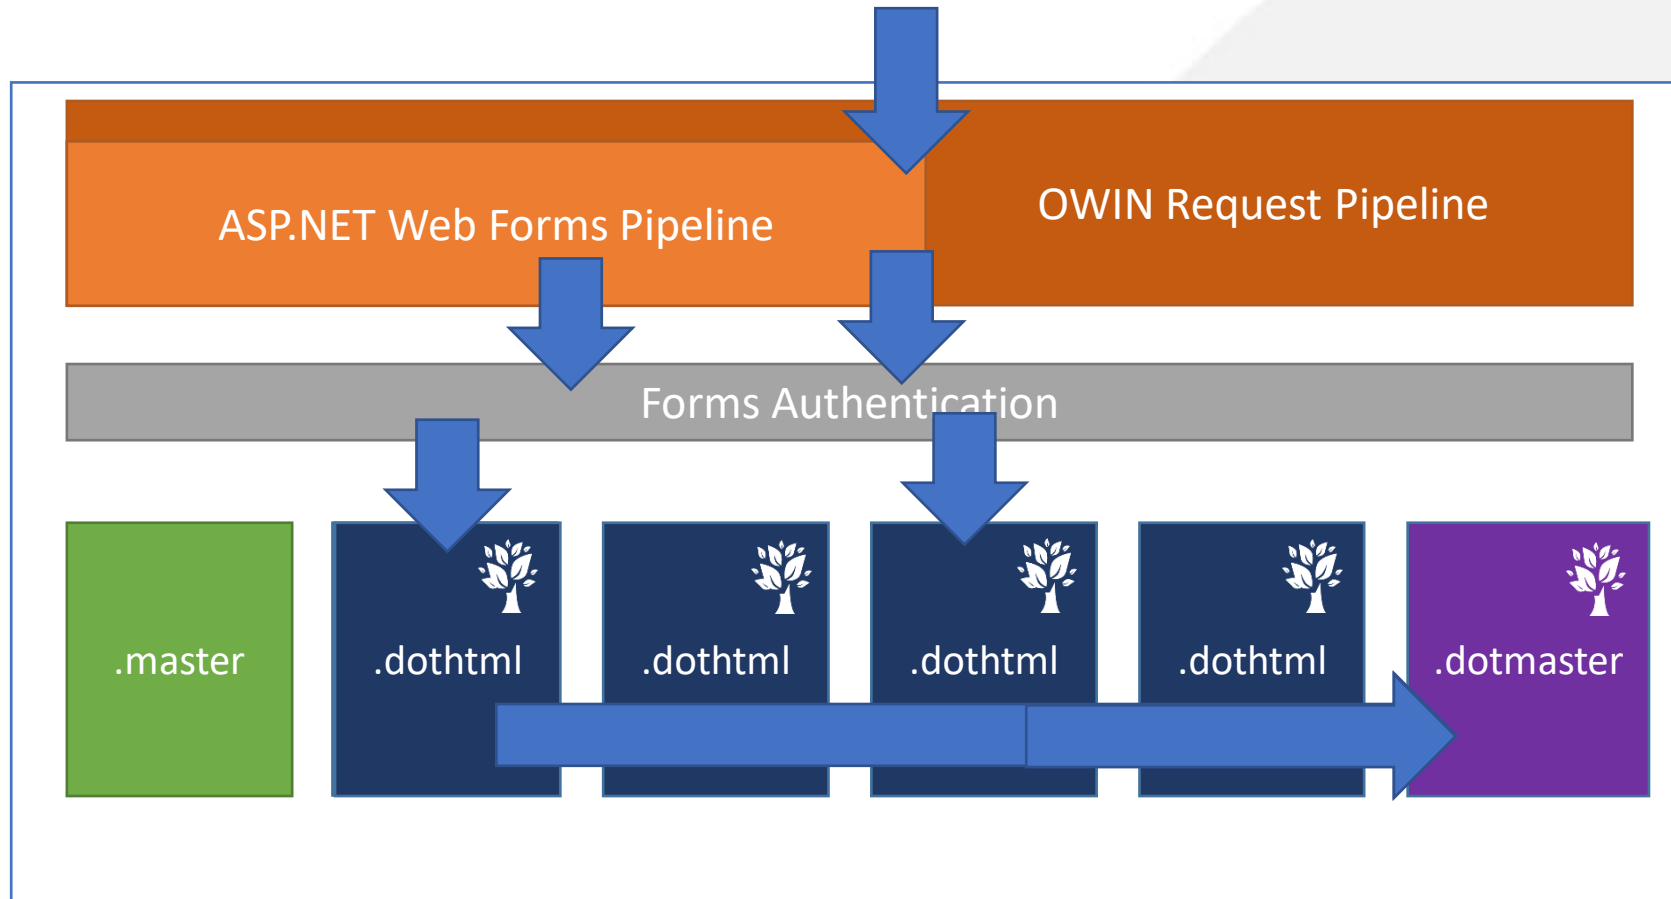 ASP.NET Web Forms Pipeline
OWIN Request Pipeline
Forms Authentication
.master
.dothtml
.dothtml
.dothtml
.dothtml
.dotmaster